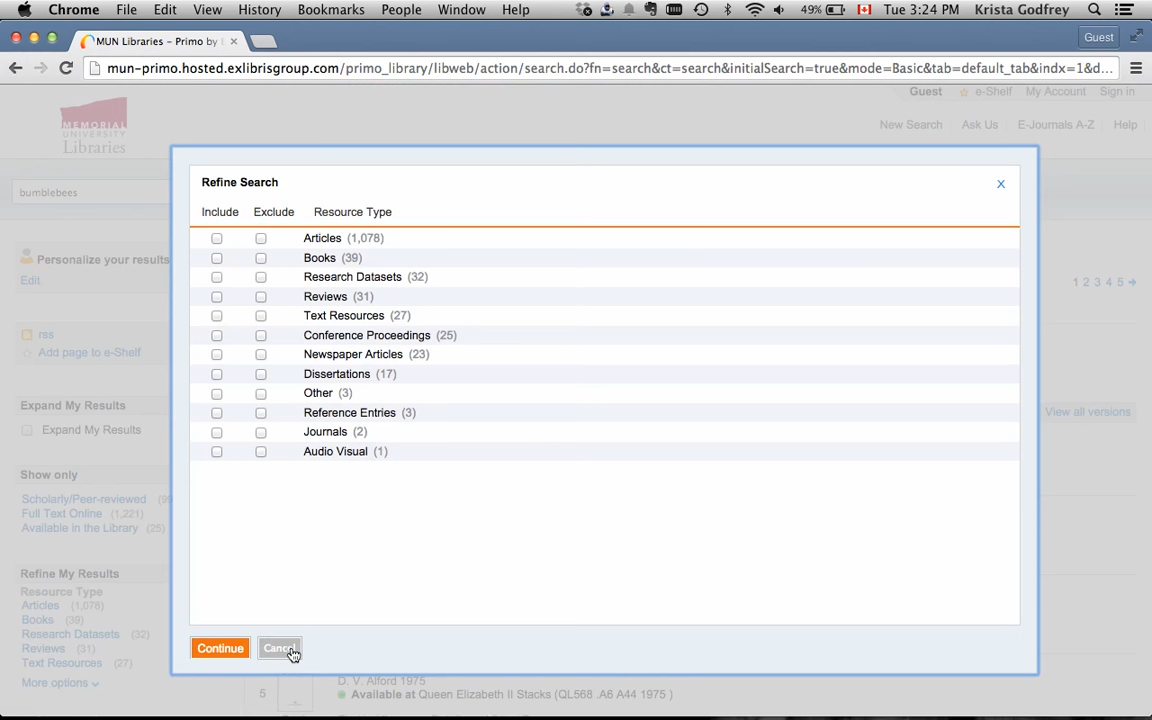 Chrome File Edit View History Bookmarks People Window Help 49% Tue 3:24 PM Krista Godfrey
MUN Libraries – Primo by Guest
mun-primo.hosted.exlibrisgroup.com/primo_library/libweb/action/search.do?fn=search&ct=search&initialSearch=true&mode=Basic&tab=default_tab&indx=1&d...
Guest e-Shelf My Account Sign in
MEMORIAL
UNIVERSITY
Libraries
New Search Ask Us E-Journals A-Z Help
bumblebees
Personalize your results
Edit
1 2 3 4 5
rss
Add page to e-Shelf
Expand My Results
Expand My Results
View all versions
Show only
Scholarly/Peer-reviewed
Full Text Online (1,221)
Available in the Library (25)
Refine My Results
Resource Type
Articles (1,078)
Books (39)
Research Datasets (32)
Reviews (31)
Text Resources (27)
More options
Refine Search
X
Include Exclude Resource Type
Articles (1,078)
Books (39)
Research Datasets (32)
Reviews (31)
Text Resources (27)
Conference Proceedings (25)
Newspaper Articles (23)
Dissertations (17)
Other (3)
Reference Entries (3)
Journals (2)
Audio Visual (1)
Continue Cancel
D. V. Alford 1975
5 Available at Queen Elizabeth II Stacks (QL568 .A6 A44 1975 )